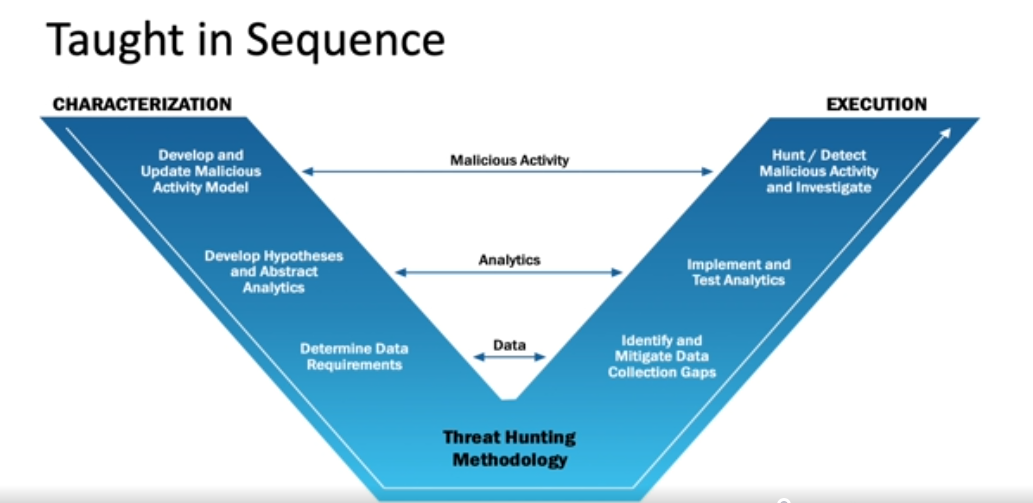 Taught in Sequence
CHARACTERIZATION
EXECUTION
Develop and
Update Malicious
Activity Model
Malicious Activity
Hunt / Detect
Malicious Activity
and Investigate
Develop Hypotheses
and Abstract
Analytics
Analytics
Implement and
Test Analytics
Determine Data
Requirements
Data
Identify and
Mitigate Data
Collection Gaps
Threat Hunting
Methodology